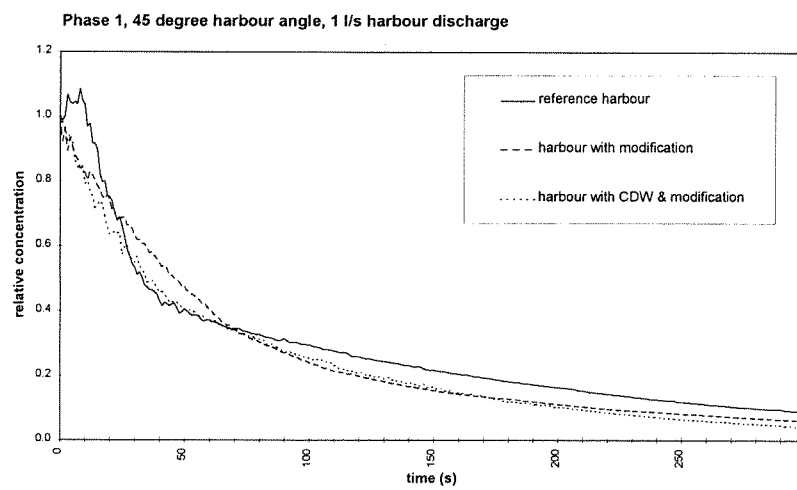 Phase 1, 45 degree harbour angle, 1 l/s harbour discharge
1.2
1.0
0.8
0.6
0.4
0.2
0.0
relative concentration
reference harbour
harbour with modification
harbour with CDW & modification
0
50
100
150
200
250
time (s)